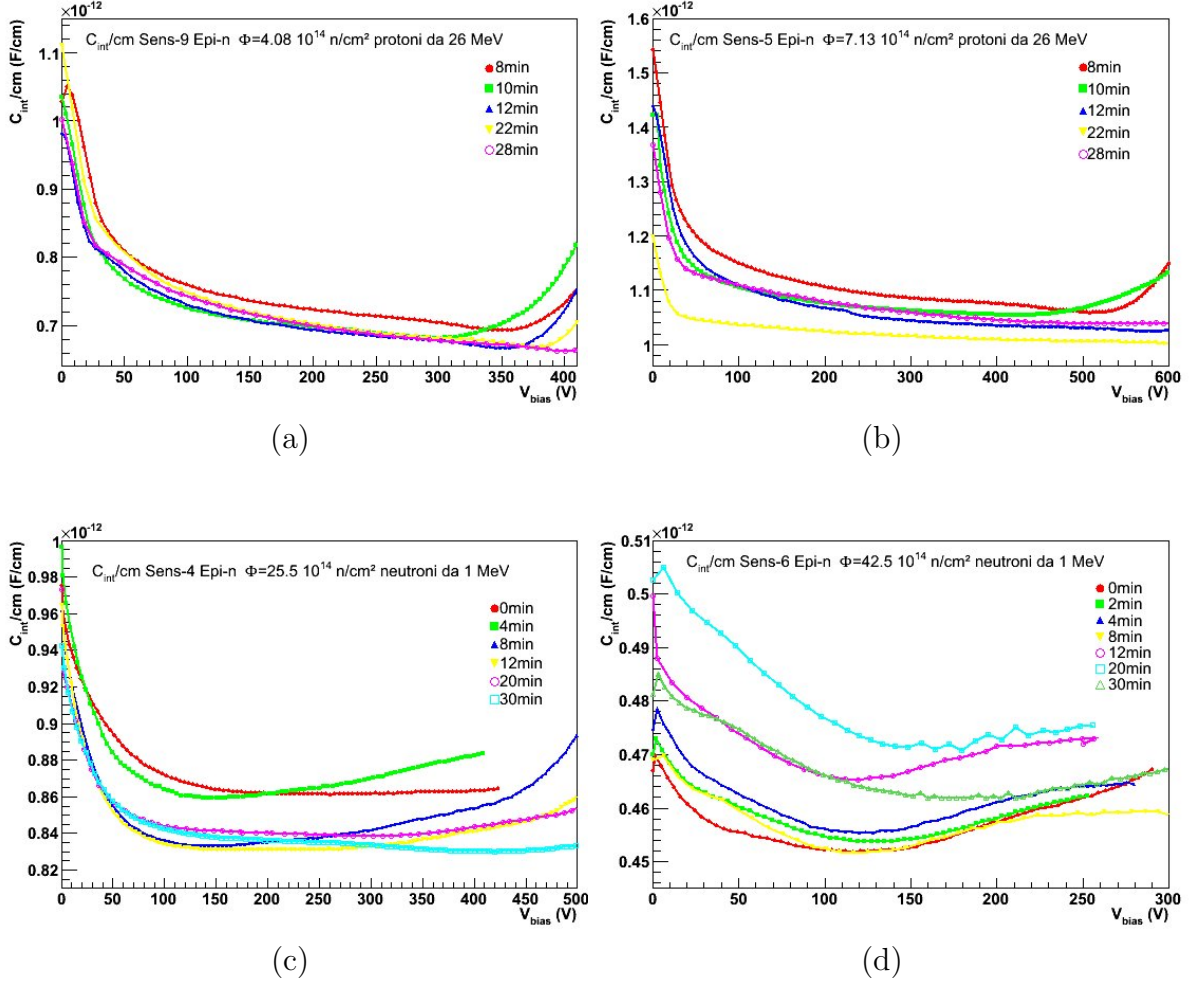 ×10⁻¹²
C_int/cm (F/cm)
C_int/cm Sens-9 Epi-n Φ=4.08 10¹⁴ n/cm² protoni da 26 MeV
8min
10min
12min
22min
28min
1.1
1
0.9
0.8
0.7
0 50 100 150 200 250 300 350 400
V_bias (V)
(a)
×10⁻¹²
C_int/cm (F/cm)
C_int/cm Sens-5 Epi-n Φ=7.13 10¹⁴ n/cm² protoni da 26 MeV
8min
10min
12min
22min
28min
1.6
1.5
1.4
1.3
1.2
1.1
1
0 100 200 300 400 500 600
V_bias (V)
(b)
×10⁻¹²
C_int/cm (F/cm)
C_int/cm Sens-4 Epi-n Φ=25.5 10¹⁴ n/cm² neutroni da 1 MeV
0min
4min
8min
12min
20min
30min
1
0.98
0.96
0.94
0.92
0.9
0.88
0.86
0.84
0.82
0 50 100 150 200 250 300 350 400 450 500
V_bias (V)
(c)
×10⁻¹²
C_int/cm (F/cm)
C_int/cm Sens-6 Epi-n Φ=42.5 10¹⁴ n/cm² neutroni da 1 MeV
0min
2min
4min
8min
12min
20min
30min
0.51
0.5
0.49
0.48
0.47
0.46
0.45
0 50 100 150 200 250 300
V_bias (V)
(d)